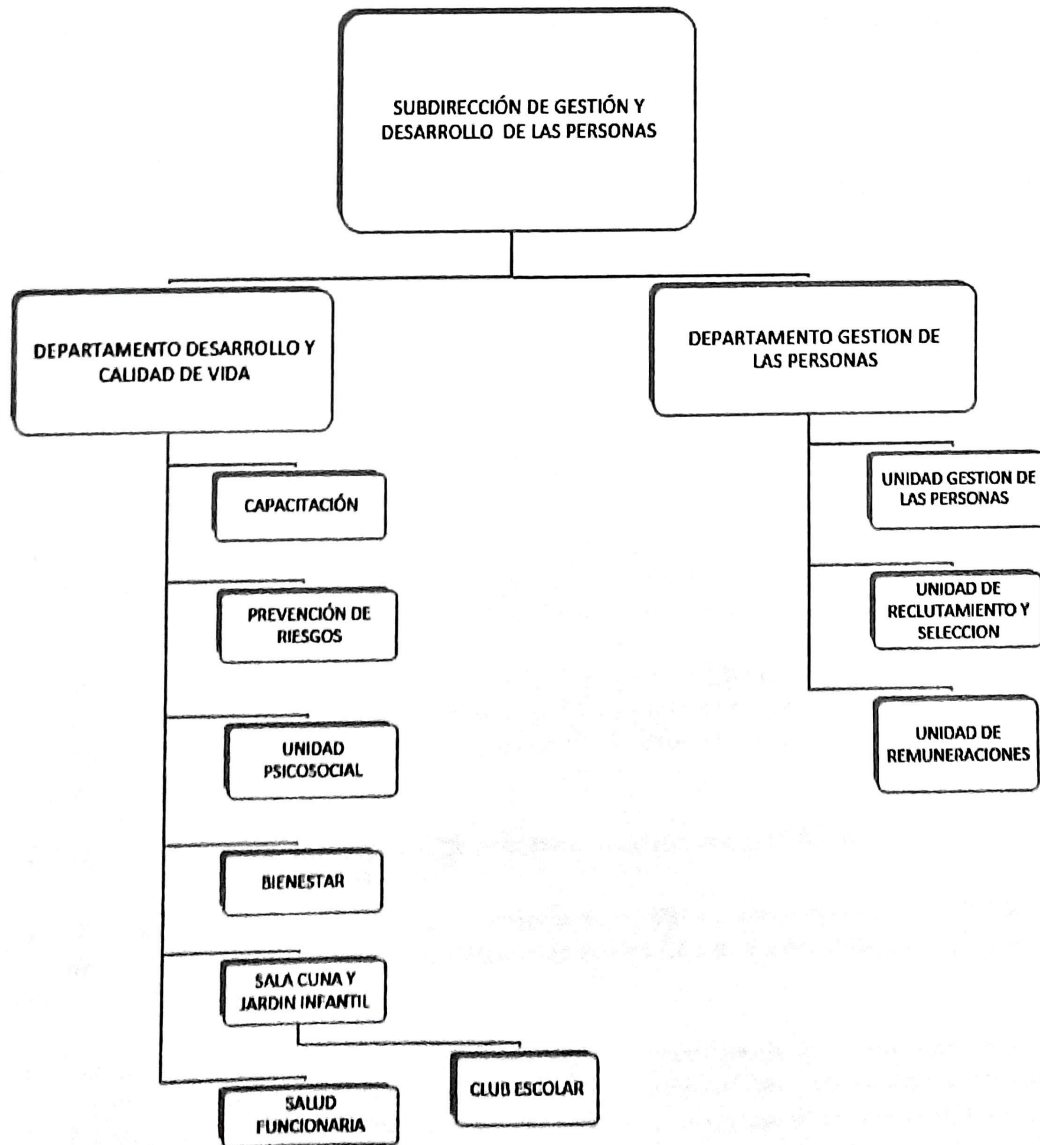 SUBDIRECCIÓN DE GESTIÓN Y
DESARROLLO DE LAS PERSONAS
DEPARTAMENTO DESARROLLO Y
CALIDAD DE VIDA
DEPARTAMENTO GESTION DE
LAS PERSONAS
CAPACITACIÓN
PREVENCIÓN DE
RIESGOS
UNIDAD
PSICOSOCIAL
BIENESTAR
SALA CUNA Y
JARDIN INFANTIL
CLUB ESCOLAR
SALUD
FUNCIONARIA
UNIDAD GESTION DE
LAS PERSONAS
UNIDAD DE
RECLUTAMIENTO Y
SELECCION
UNIDAD DE
REMUNERACIONES